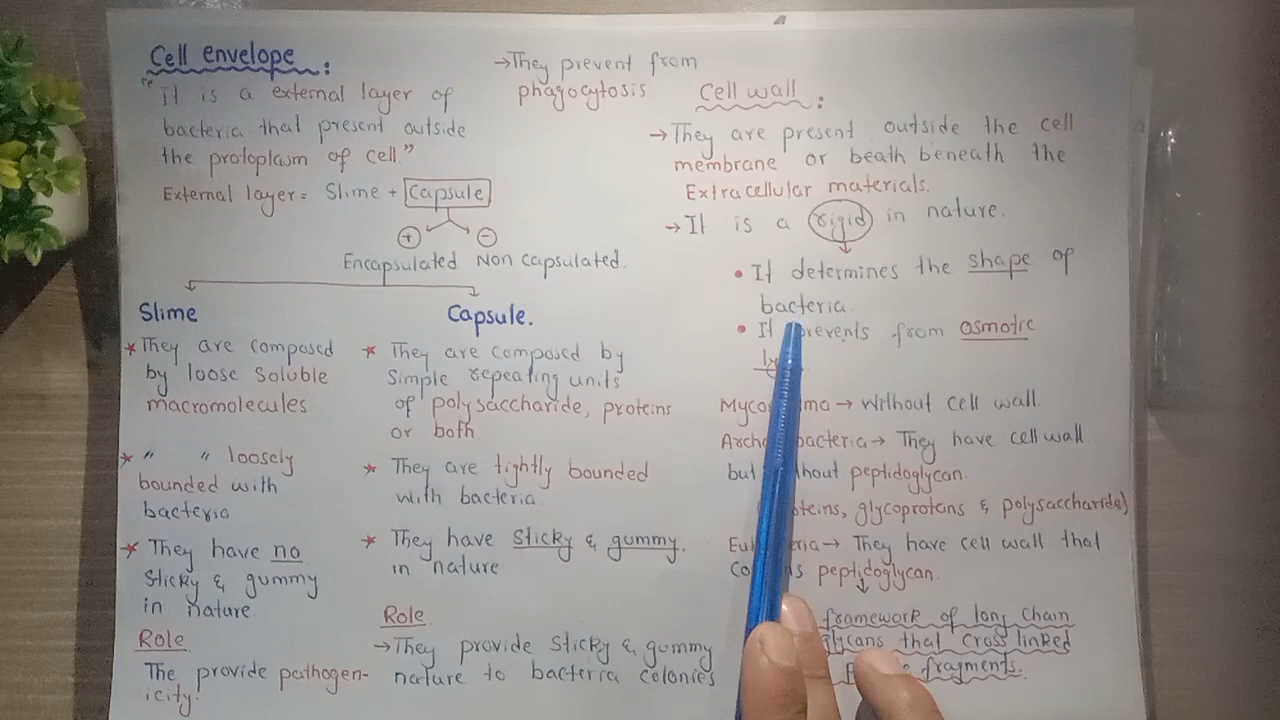 Cell envelope :
"It is a external layer of
bacteria that present outside
the protoplasm of cell."
External layer = Slime + Capsule
+ -
Encapsulated Non capsulated.
Slime
* They are composed
by loose soluble
macromolecules
* " " loosely
bounded with
bacteria
* They have no
sticky & gummy
in nature
Role
The provide pathogen-
icity.
Capsule.
* They are composed by
Simple repeating units
of polysaccharide, proteins
or both
* They are tightly bounded
with bacteria
* They have sticky & gummy.
in nature
Role
→They provide sticky & gummy
nature to bacteria colonies
→They prevent from
phagocytosis
Cell wall :
→They are present outside the cell
membrane or beath beneath the
Extracellular materials.
→It is a rigid in nature.
• It determines the shape of
bacteria.
• It prevents from osmotic
Myco ma → Without cell wall
Archa bacteria → They have cell wall
but without peptidoglycan.
glycoproteins & polysaccharide)
Eub ria → They have cell wall that
peptidoglycan.
framework of long chain
glycans that cross linked
fragments.